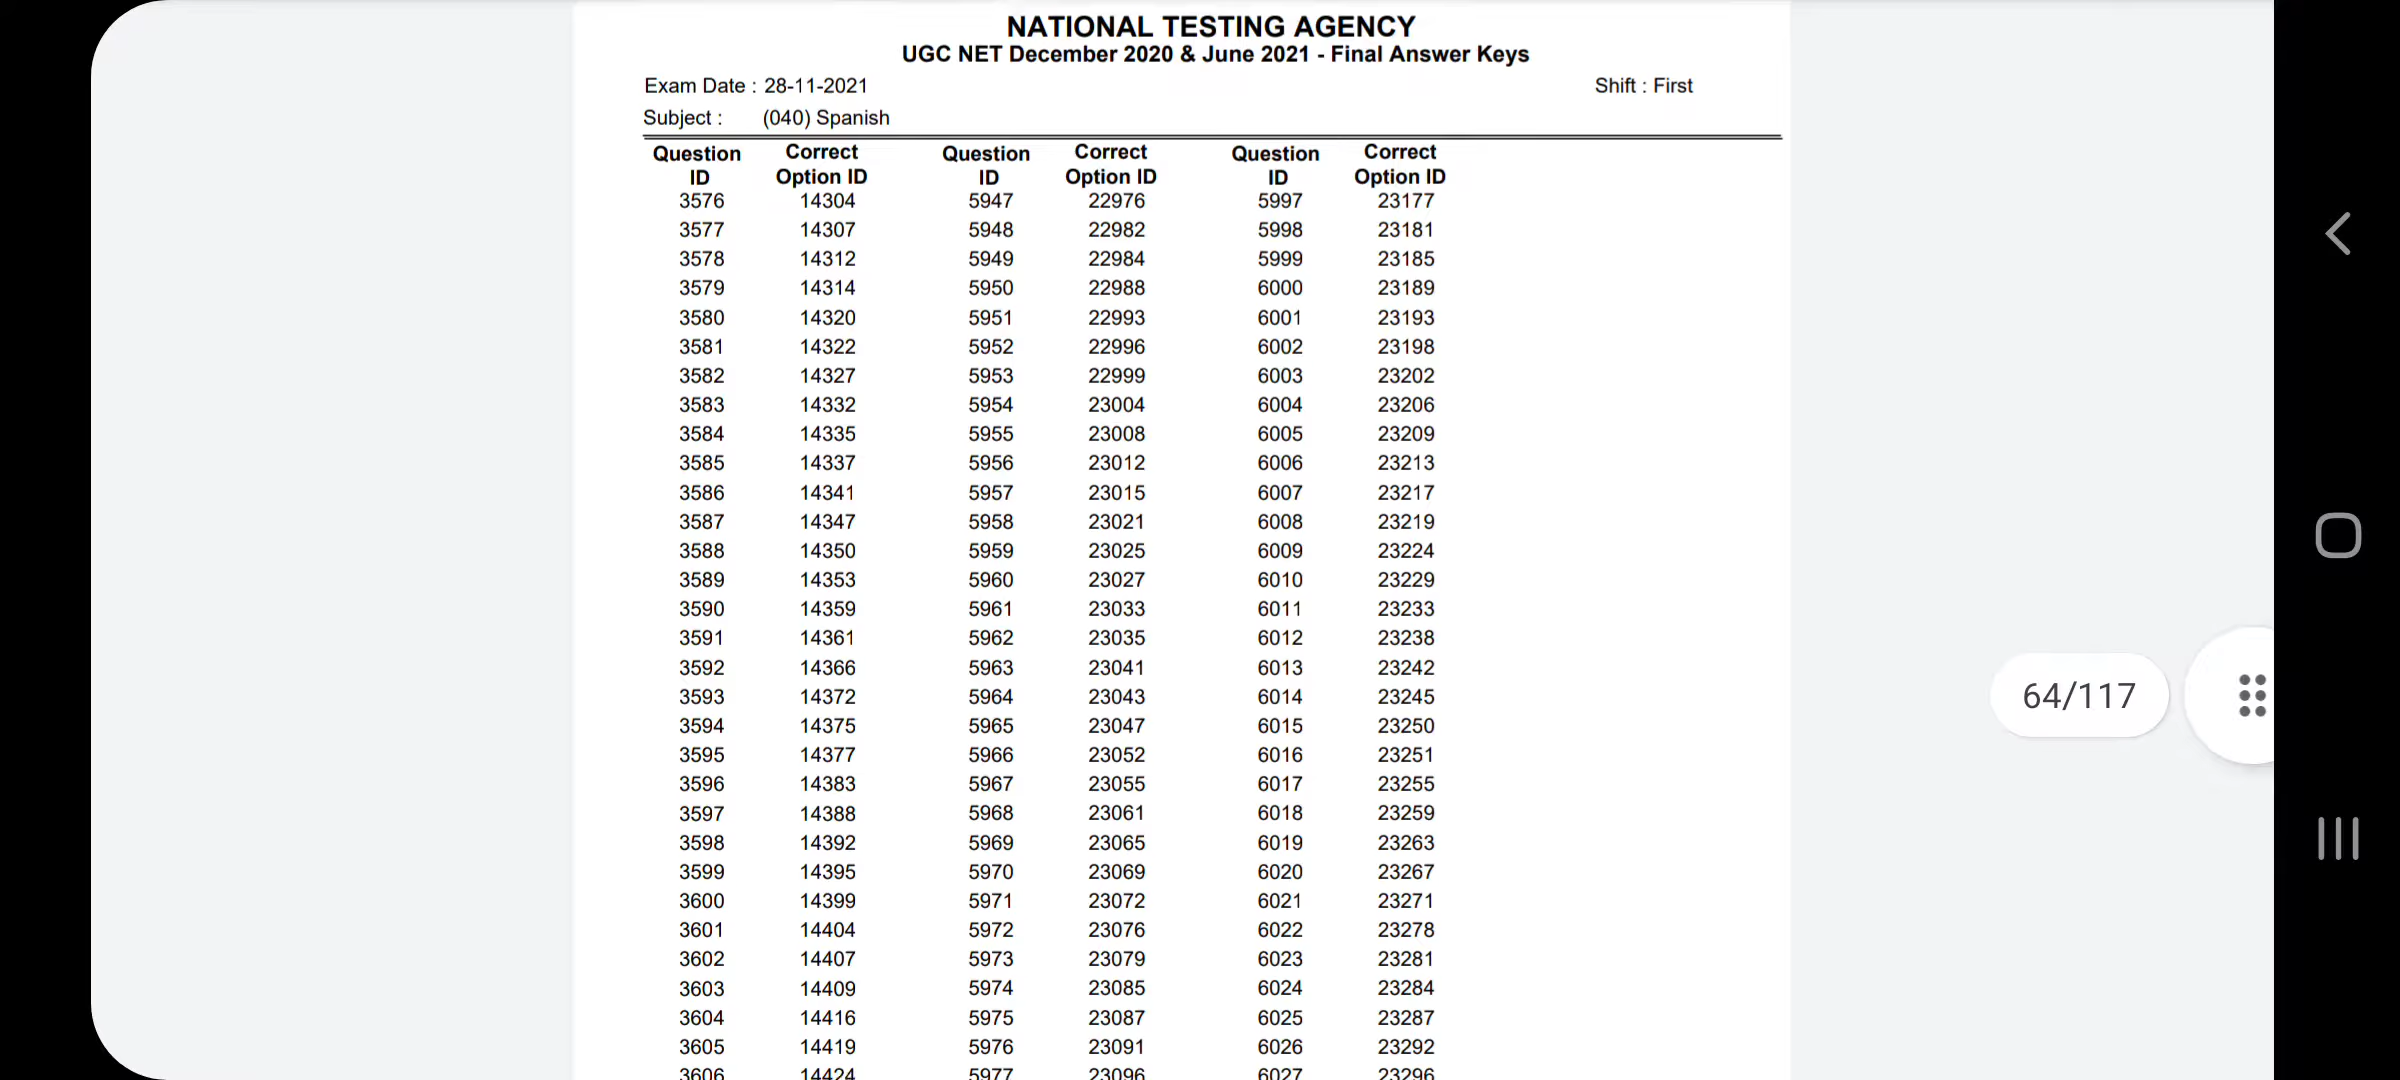 NATIONAL TESTING AGENCY
UGC NET December 2020 & June 2021 - Final Answer Keys
Exam Date : 28-11-2021 Shift : First
Subject : (040) Spanish
Question Correct Question Correct Question Correct
ID Option ID ID Option ID ID Option ID
3576 14304 5947 22976 5997 23177
3577 14307 5948 22982 5998 23181
3578 14312 5949 22984 5999 23185
3579 14314 5950 22988 6000 23189
3580 14320 5951 22993 6001 23193
3581 14322 5952 22996 6002 23198
3582 14327 5953 22999 6003 23202
3583 14332 5954 23004 6004 23206
3584 14335 5955 23008 6005 23209
3585 14337 5956 23012 6006 23213
3586 14341 5957 23015 6007 23217
3587 14347 5958 23021 6008 23219
3588 14350 5959 23025 6009 23224
3589 14353 5960 23027 6010 23229
3590 14359 5961 23033 6011 23233
3591 14361 5962 23035 6012 23238
3592 14366 5963 23041 6013 23242
3593 14372 5964 23043 6014 23245
3594 14375 5965 23047 6015 23250
3595 14377 5966 23052 6016 23251
3596 14383 5967 23055 6017 23255
3597 14388 5968 23061 6018 23259
3598 14392 5969 23065 6019 23263
3599 14395 5970 23069 6020 23267
3600 14399 5971 23072 6021 23271
3601 14404 5972 23076 6022 23278
3602 14407 5973 23079 6023 23281
3603 14409 5974 23085 6024 23284
3604 14416 5975 23087 6025 23287
3605 14419 5976 23091 6026 23292
3606 14424 5977 23096 6027 23296
64/117